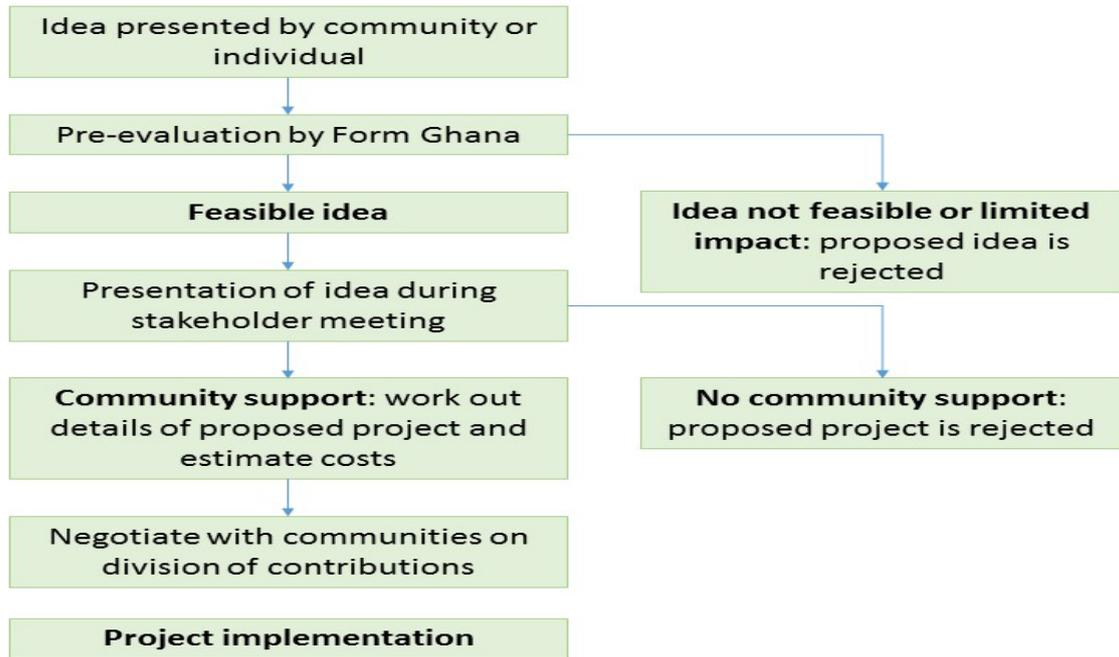 Idea presented by community or
individual
Pre-evaluation by Form Ghana
Feasible idea
Idea not feasible or limited
impact: proposed idea is
rejected
Presentation of idea during
stakeholder meeting
Community support: work out
details of proposed project and
estimate costs
No community support:
proposed project is rejected
Negotiate with communities on
division of contributions
Project implementation